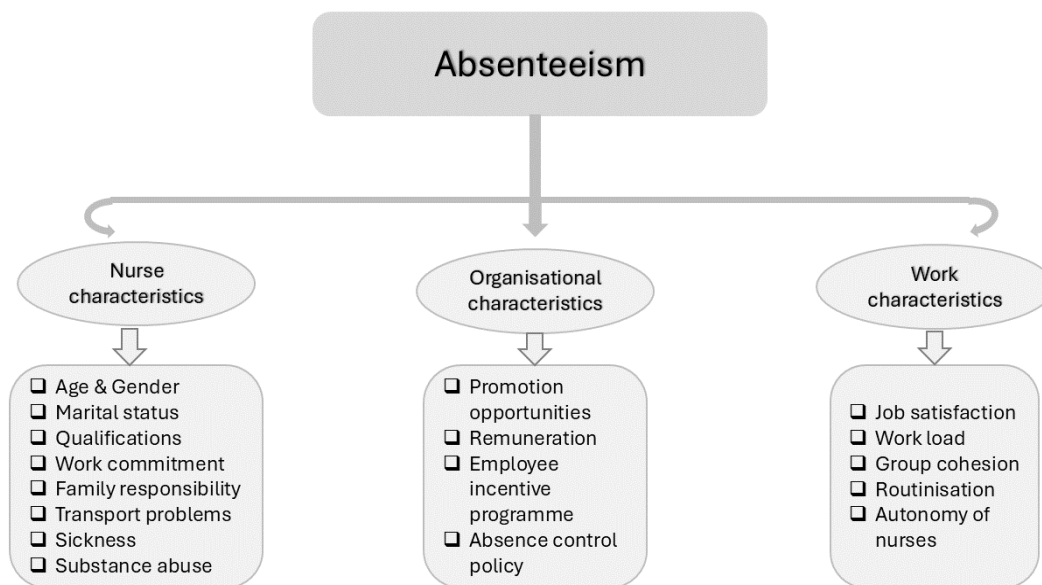 Absenteeism
Nurse
characteristics
❑ Age & Gender
❑ Marital status
❑ Qualifications
❑ Work commitment
❑ Family responsibility
❑ Transport problems
❑ Sickness
❑ Substance abuse
Organisational
characteristics
❑ Promotion
opportunities
❑ Remuneration
❑ Employee
incentive
programme
❑ Absence control
policy
Work
characteristics
❑ Job satisfaction
❑ Work load
❑ Group cohesion
❑ Routinisation
❑ Autonomy of
nurses